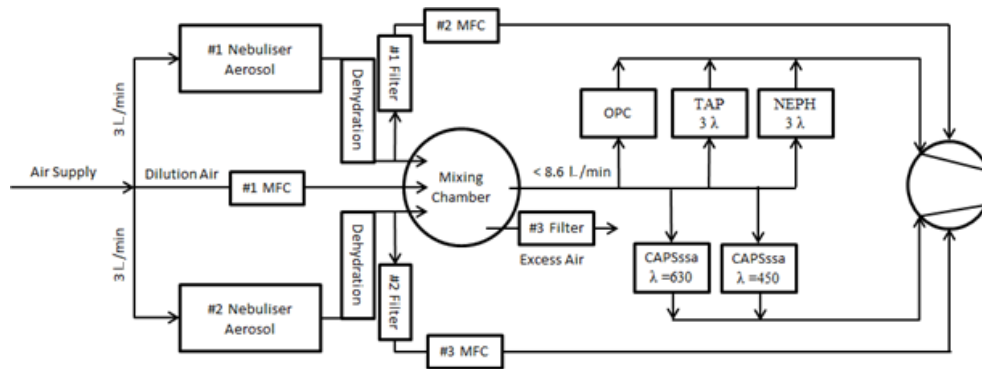 #2 MFC
#1 Nebuliser
Aerosol
#1 Filter
Dehydration
3 l./min
OPC
TAP
3 λ
NEPH
3 λ
Air Supply
Dilution Air
#1 MFC
Mixing
Chamber
< 8.6 l./min
#3 Filter
Excess Air
3 l./min
Dehydration
CAPSssa
λ =630
CAPSssa
λ =450
#2 Nebuliser
Aerosol
#2 Filter
#3 MFC